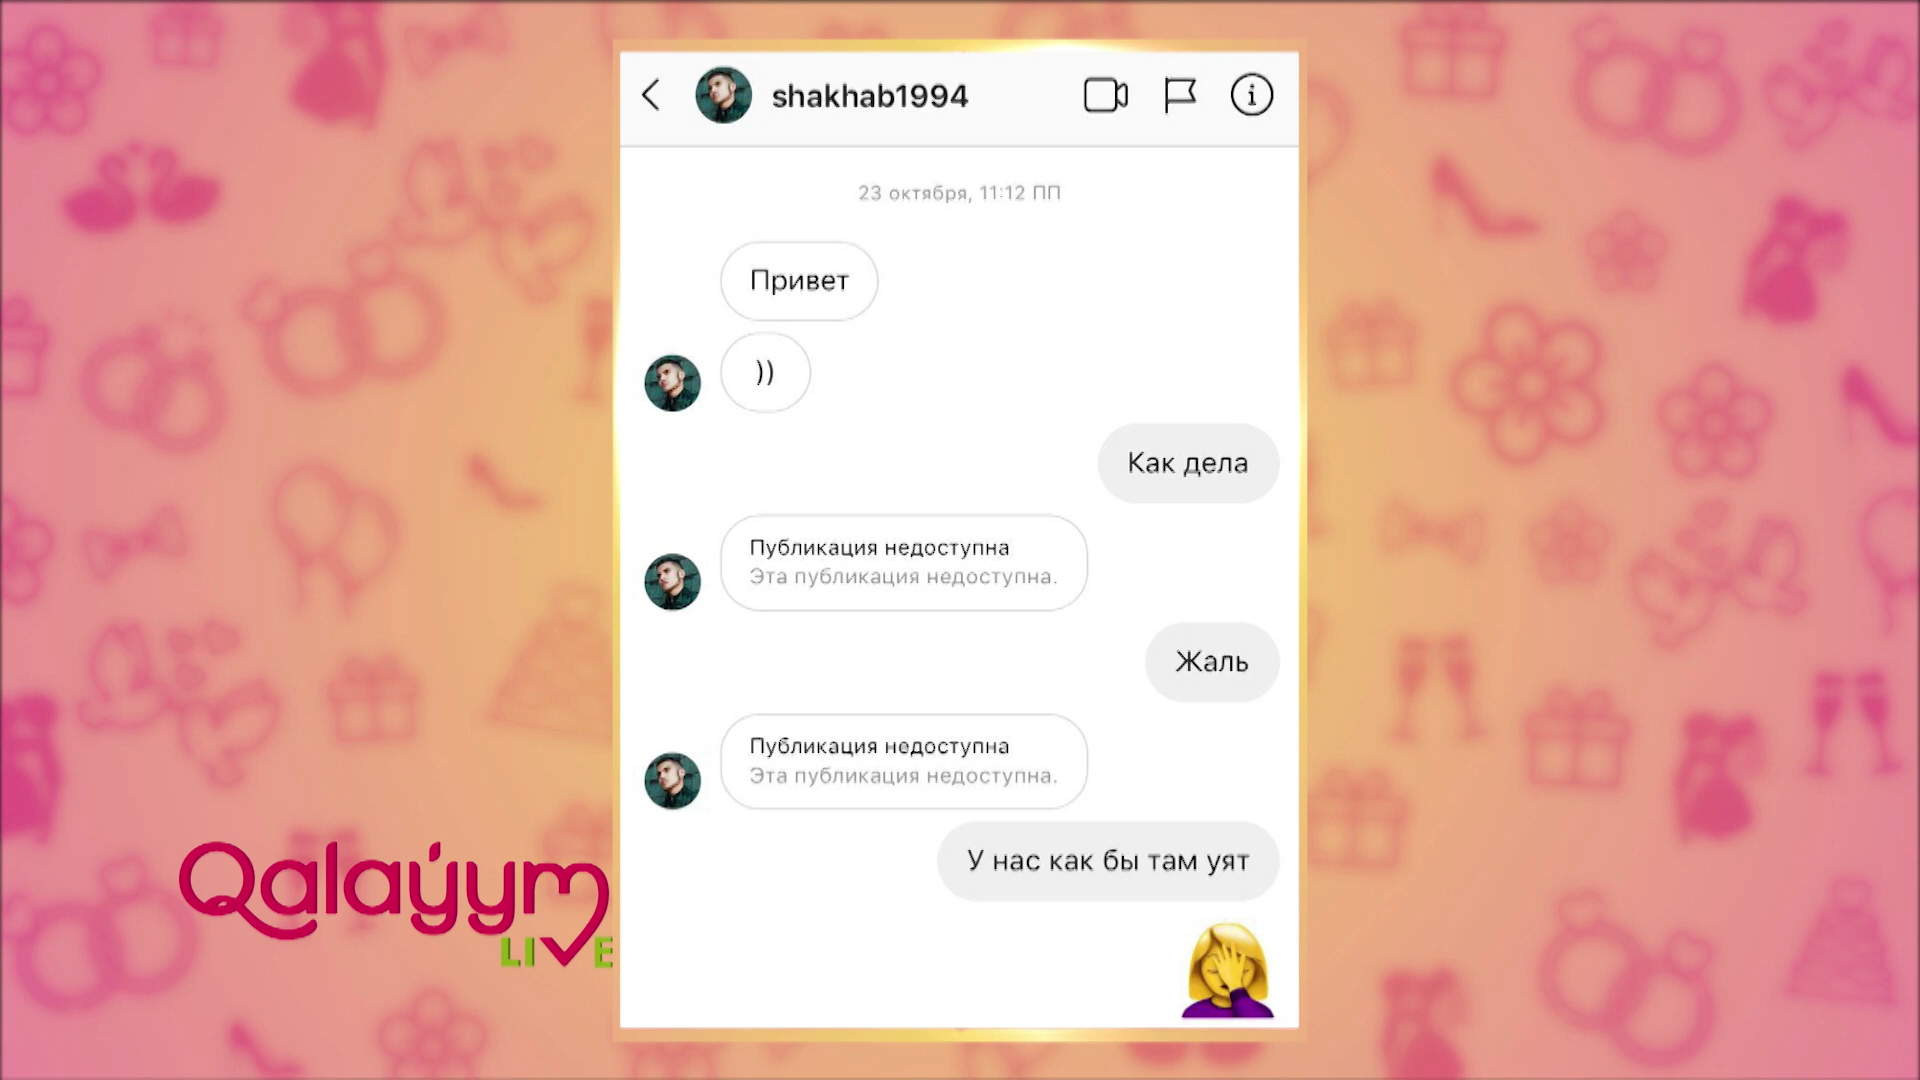 shakhab1994
23 октября, 11:12 ПП
Привет
))
Как дела
Публикация недоступна
Эта публикация недоступна.
Жаль
Публикация недоступна
Эта публикация недоступна.
У нас как бы там уят
Qalaýym
LIVE